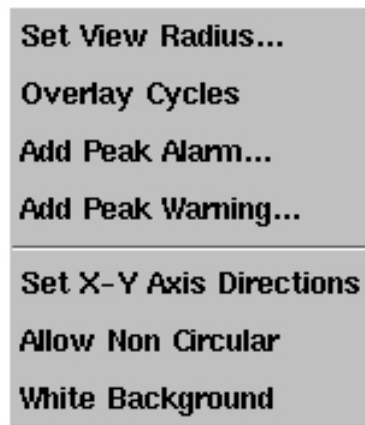 Set View Radius...
Overlay Cycles
Add Peak Alarm...
Add Peak Warning...
Set X-Y Axis Directions
Allow Non Circular
White Background